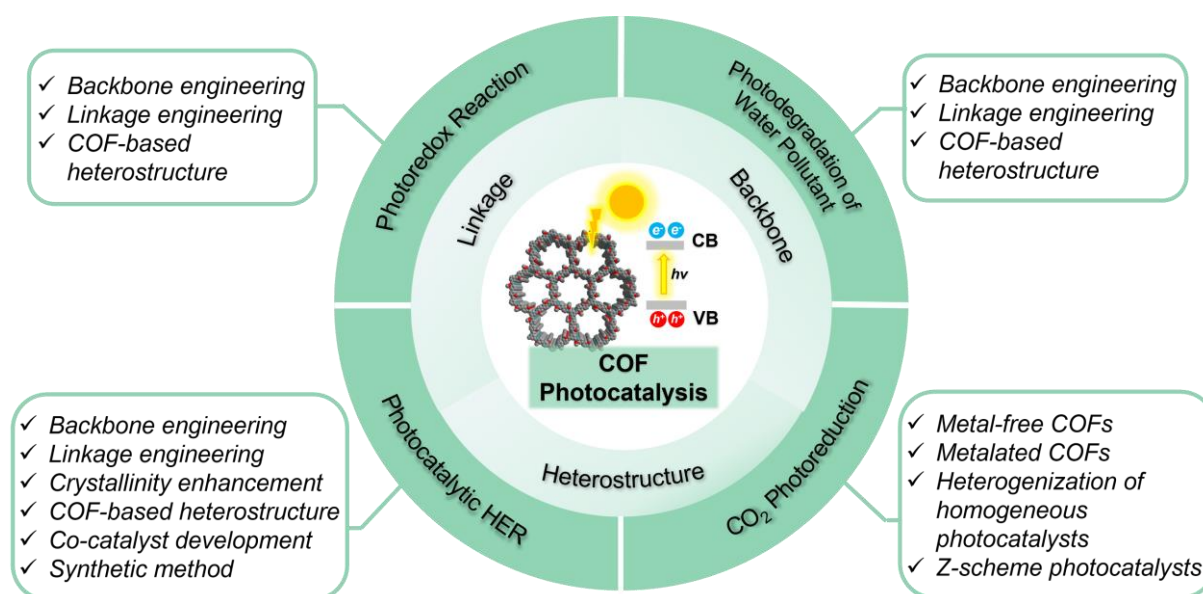 ✓ Backbone engineering
✓ Linkage engineering
✓ COF-based
heterostructure
Photoredox Reaction
Photodegradation of
Water Pollutant
✓ Backbone engineering
✓ Linkage engineering
✓ COF-based
heterostructure
Linkage
Backbone
e⁻ e⁻
CB
hv
h⁺ h⁺
VB
COF
Photocatalysis
Heterostructure
✓ Backbone engineering
✓ Linkage engineering
✓ Crystallinity enhancement
✓ COF-based heterostructure
✓ Co-catalyst development
✓ Synthetic method
Photocatalytic HER
CO₂ Photoreduction
✓ Metal-free COFs
✓ Metalated COFs
✓ Heterogenization of
homogeneous
photocatalysts
✓ Z-scheme photocatalysts